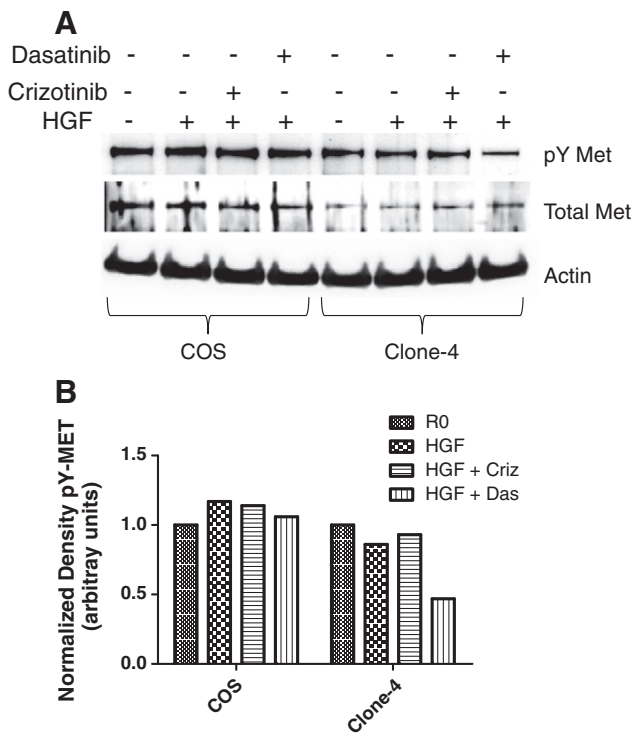 A
Dasatinib - - - + - - - +
Crizotinib - - + - - - + -
HGF - + + + - + + +
pY Met
Total Met
Actin
COS Clone-4
B
R0
HGF
HGF + Criz
HGF + Das
Normalized Density pY-MET
(arbitray units)
1.5
1.0
0.5
0.0
COS
Clone-4